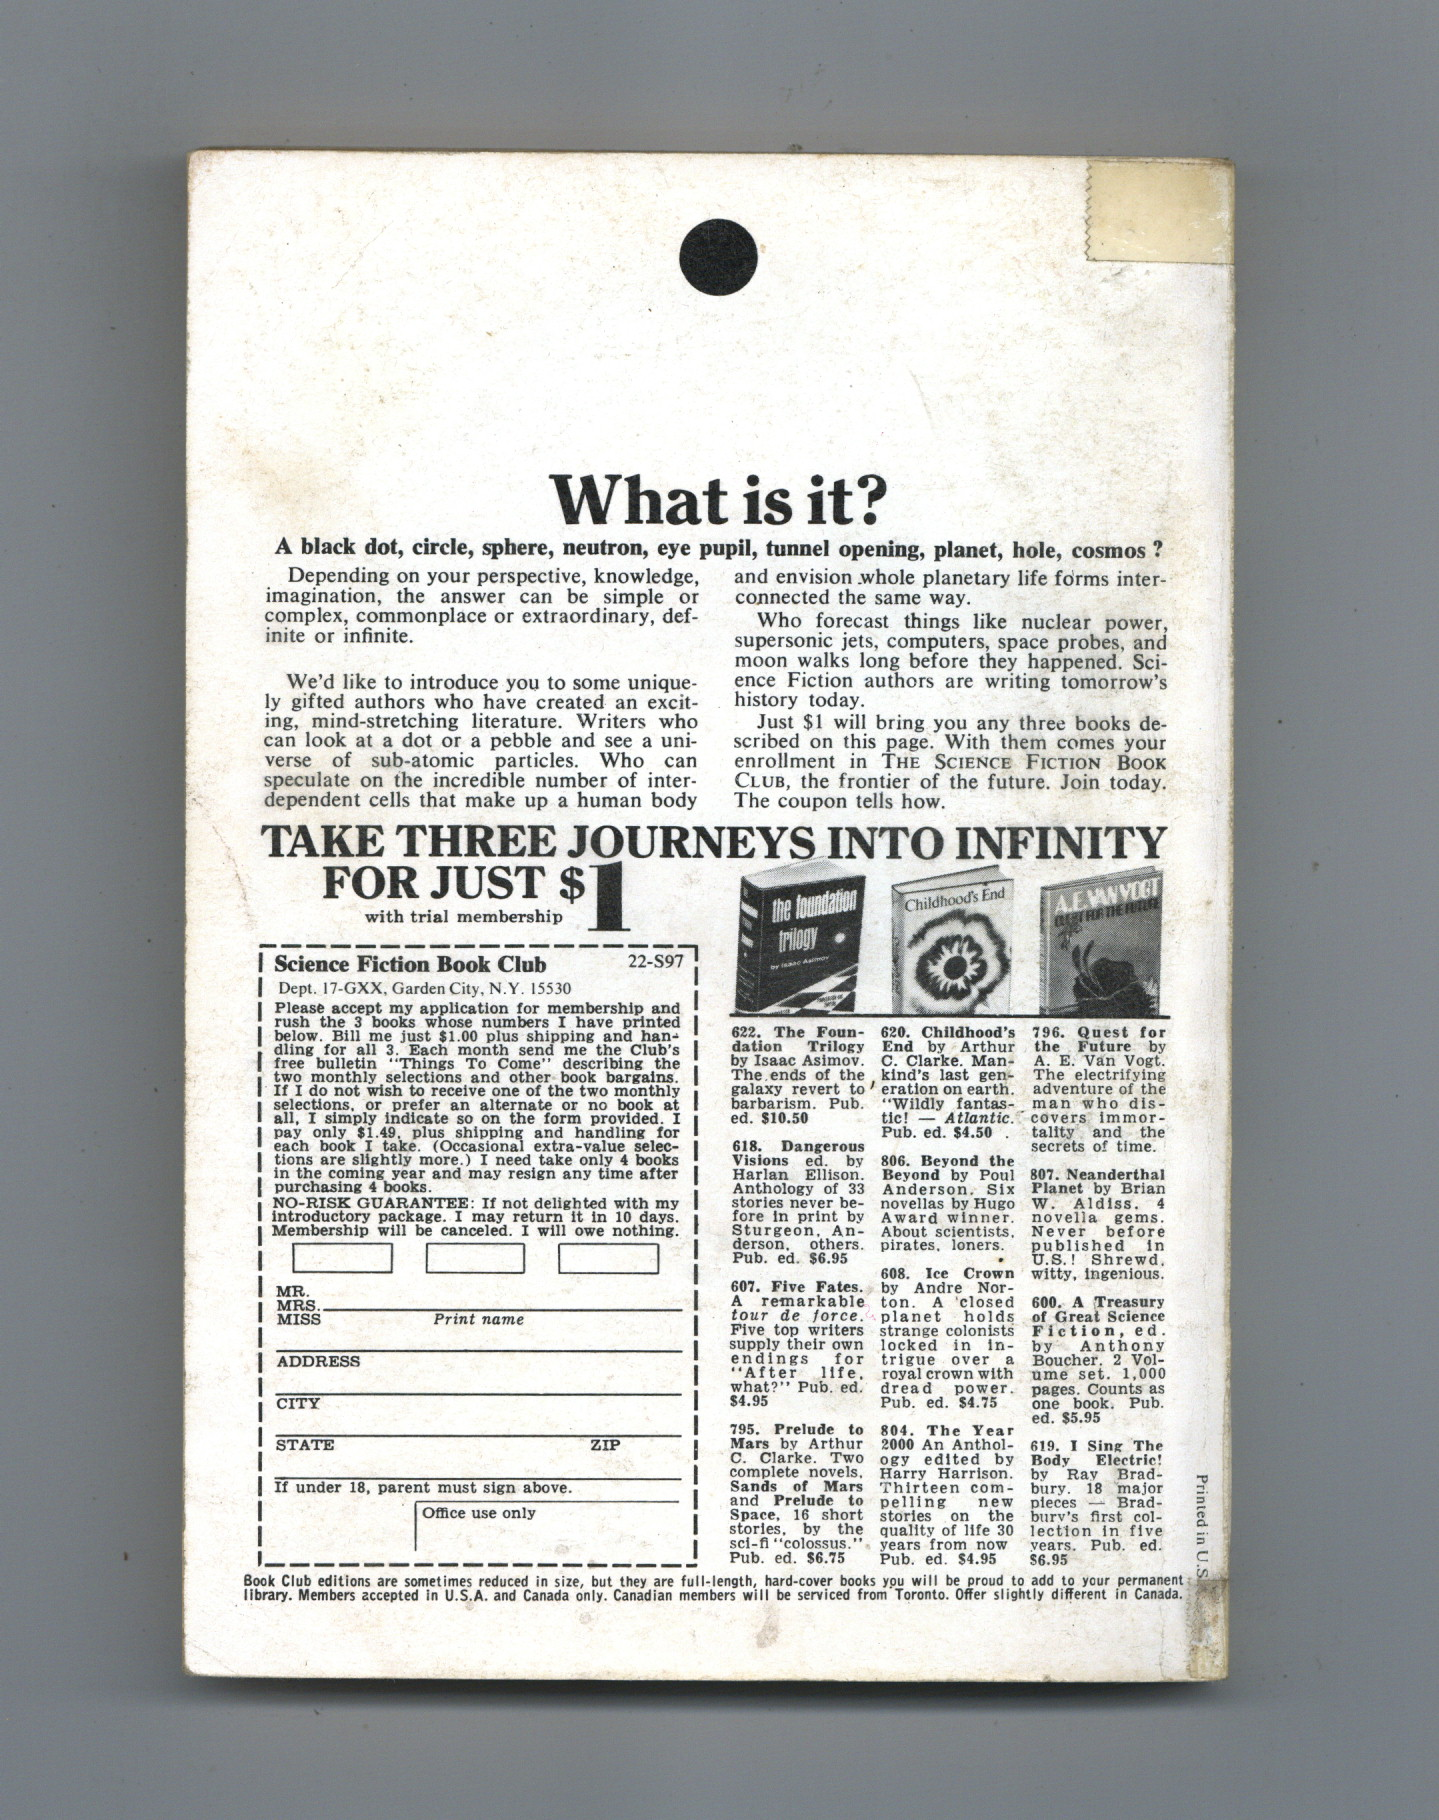 What is it?
A black dot, circle, sphere, neutron, eye pupil, tunnel opening, planet, hole, cosmos ?
Depending on your perspective, knowledge,
imagination, the answer can be simple or
complex, commonplace or extraordinary, def-
inite or infinite.
We'd like to introduce you to some unique-
ly gifted authors who have created an excit-
ing, mind-stretching literature. Writers who
can look at a dot or a pebble and see a uni-
verse of sub-atomic particles. Who can
speculate on the incredible number of inter-
dependent cells that make up a human body
and envision whole planetary life forms inter-
connected the same way.
Who forecast things like nuclear power,
supersonic jets, computers, space probes, and
moon walks long before they happened. Sci-
ence Fiction authors are writing tomorrow's
history today.
Just $1 will bring you any three books de-
scribed on this page. With them comes your
enrollment in THE SCIENCE FICTION BOOK
CLUB, the frontier of the future. Join today.
The coupon tells how.
TAKE THREE JOURNEYS INTO INFINITY
FOR JUST $1
with trial membership
Science Fiction Book Club 22-S97
Dept. 17-GXX, Garden City, N.Y. 15530
Please accept my application for membership and
rush the 3 books whose numbers I have printed
below. Bill me just $1.00 plus shipping and han-
dling for all 3. Each month send me the Club's
free bulletin "Things To Come" describing the
two monthly selections and other book bargains.
If I do not wish to receive one of the two monthly
selections, or prefer an alternate or no book at
all, I simply indicate so on the form provided. I
pay only $1.49, plus shipping and handling for
each book I take. (Occasional extra-value selec-
tions are slightly more.) I need take only 4 books
in the coming year and may resign any time after
purchasing 4 books.
NO-RISK GUARANTEE: If not delighted with my
introductory package. I may return it in 10 days.
Membership will be canceled. I will owe nothing.
MR.
MRS.
MISS Print name
ADDRESS
CITY
STATE ZIP
If under 18, parent must sign above.
Office use only
the foundation
trilogy
by Isaac Asimov
Childhood's End
A.E. VAN VOGT
QUEST FOR THE FUTURE
622. The Foun-
dation Trilogy
by Isaac Asimov.
The ends of the
galaxy revert to
barbarism. Pub.
ed. $10.50
618. Dangerous
Visions ed. by
Harlan Ellison.
Anthology of 33
stories never be-
fore in print by
Sturgeon, An-
derson, others.
Pub. ed. $6.95
607. Five Fates.
A remarkable
tour de force.
Five top writers
supply their own
endings for
"After life,
what?" Pub. ed.
$4.95
795. Prelude to
Mars by Arthur
C. Clarke. Two
complete novels,
Sands of Mars
and Prelude to
Space, 16 short
stories, by the
sci-fi "colossus."
Pub. ed. $6.75
620. Childhood's
End by Arthur
C. Clarke. Man-
kind's last gen-
eration on earth.
"Wildly fantas-
tic! — Atlantic.
Pub. ed. $4.50
806. Beyond the
Beyond by Poul
Anderson. Six
novellas by Hugo
Award winner.
About scientists,
pirates, loners.
608. Ice Crown
by Andre Nor-
ton. A closed
planet holds
strange colonists
locked in in-
trigue over a
royal crown with
dread power.
Pub. ed. $4.75
804. The Year
2000 An Anthol-
ogy edited by
Harry Harrison.
Thirteen com-
pelling new
stories on the
quality of life 30
years from now
Pub. ed. $4.95
796. Quest for
the Future by
A. E. Van Vogt.
The electrifying
adventure of the
man who dis-
covers immor-
tality and the
secrets of time.
807. Neanderthal
Planet by Brian
W. Aldiss. 4
novella gems.
Never before
published in
U.S.! Shrewd,
witty, ingenious.
600. A Treasury
of Great Science
Fiction, ed.
by Anthony
Boucher. 2 Vol-
ume set. 1,000
pages. Counts as
one book. Pub.
ed. $5.95
619. I Sing The
Body Electric!
by Ray Brad-
bury. 18 major
pieces — Brad-
bury's first col-
lection in five
years. Pub. ed.
$6.95
Printed in U.S
Book Club editions are sometimes reduced in size, but they are full-length, hard-cover books you will be proud to add to your permanent
library. Members accepted in U.S.A. and Canada only. Canadian members will be serviced from Toronto. Offer slightly different in Canada.